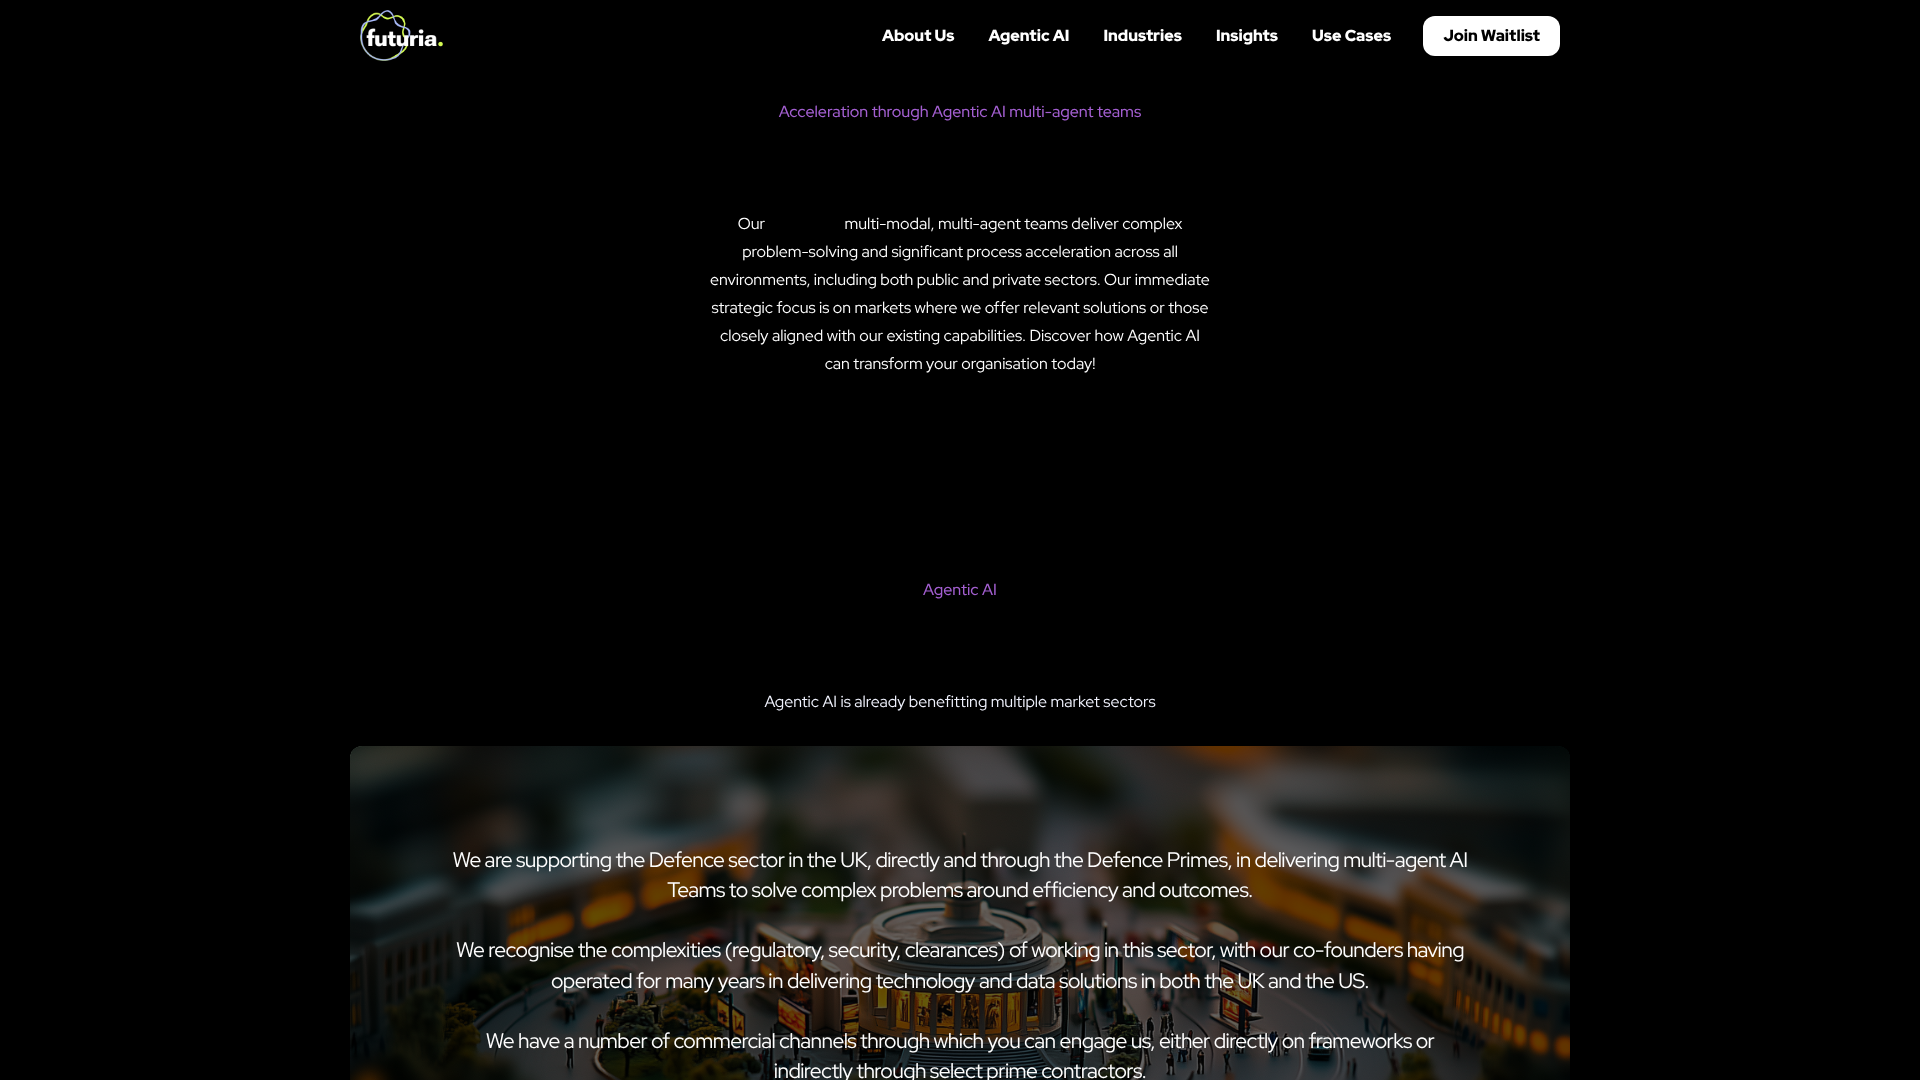 futuria.
About Us
Agentic AI
Industries
Insights
Use Cases
Join Waitlist
Acceleration through Agentic AI multi-agent teams
Our multi-modal, multi-agent teams deliver complex
problem-solving and significant process acceleration across all
environments, including both public and private sectors. Our immediate
strategic focus is on markets where we offer relevant solutions or those
closely aligned with our existing capabilities. Discover how Agentic AI
can transform your organisation today!
Agentic AI
Agentic AI is already benefitting multiple market sectors
We are supporting the Defence sector in the UK, directly and through the Defence Primes, in delivering multi-agent AI
Teams to solve complex problems around efficiency and outcomes.
We recognise the complexities (regulatory, security, clearances) of working in this sector, with our co-founders having
operated for many years in delivering technology and data solutions in both the UK and the US.
We have a number of commercial channels through which you can engage us, either directly on frameworks or
indirectly through select prime contractors.